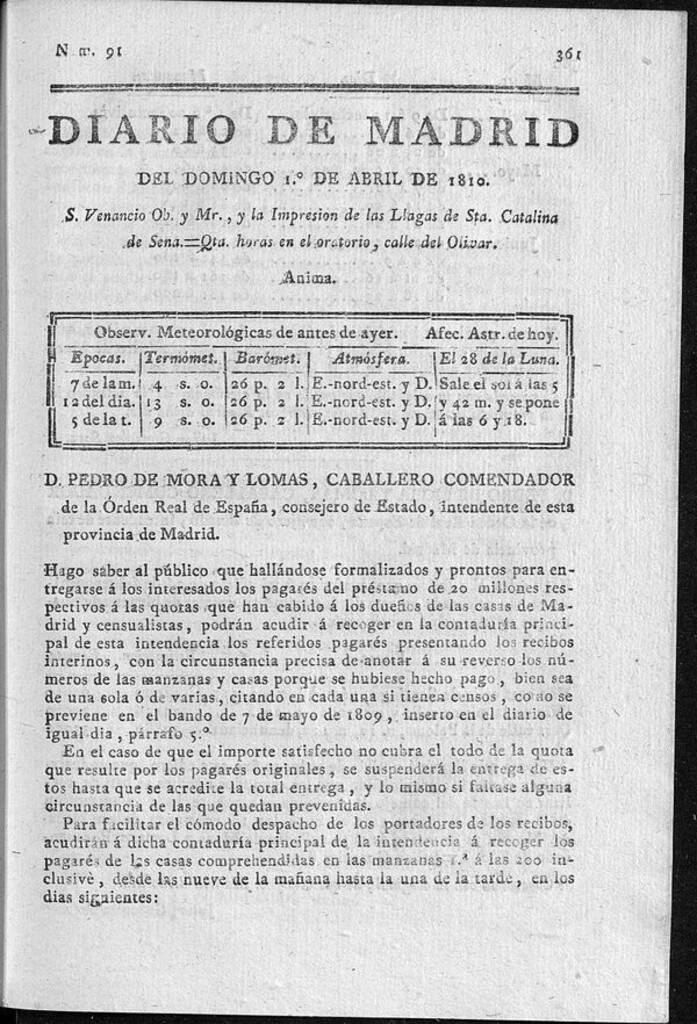 Num. 91 361
DIARIO DE MADRID
DEL DOMINGO 1.º DE ABRIL DE 1810.
S. Venancio Ob. y Mr., y la Impresion de las Llagas de Sta. Catalina
de Sena.=Qta. horas en el oratorio, calle del Olivar.
Anima.
Observ. Meteorológicas de antes de ayer. Afec. Astr. de hoy.
Epocas. Termómet. Barómet. Atmósfera. El 28 de la Luna.
7 de la m. 4 s. o. 26 p. 2 l. E.-nord-est. y D. Sale el sol á las 5
12 del dia. 13 s. o. 26 p. 2 l. E.-nord-est. y D. y 42 m. y se pone
5 de la t. 9 s. o. 26 p. 2 l. E.-nord-est. y D. á las 6 y 18.
D. PEDRO DE MORA Y LOMAS, CABALLERO COMENDADOR
de la Órden Real de España, consejero de Estado, intendente de esta
provincia de Madrid.
Hago saber al público que hallándose formalizados y prontos para en-
tregarse á los interesados los pagarés del préstamo de 20 millones res-
pectivos á las quotas que han cabido á los dueños de las casas de Ma-
drid y censualistas, podrán acudir á recoger en la contaduría princi-
pal de esta intendencia los referidos pagarés presentando los recibos
interinos, con la circunstancia precisa de anotar á su reverso los nú-
meros de las manzanas y casas porque se hubiese hecho pago, bien sea
de una sola ó de varias, citando en cada una si tienen censos, como se
previene en el bando de 7 de mayo de 1809, inserto en el diario de
igual dia, párrafo 5.º
En el caso de que el importe satisfecho no cubra el todo de la quota
que resulte por los pagarés originales, se suspenderá la entrega de es-
tos hasta que se acredite la total entrega, y lo mismo si faltase alguna
circunstancia de las que quedan prevenidas.
Para facilitar el cómodo despacho de los portadores de los recibos,
acudirán á dicha contaduría principal de la intendencia á recoger los
pagarés de las casas comprehendidas en las manzanas 1.ª á las 200 in-
clusive, desde las nueve de la mañana hasta la una de la tarde, en los
dias siguientes: